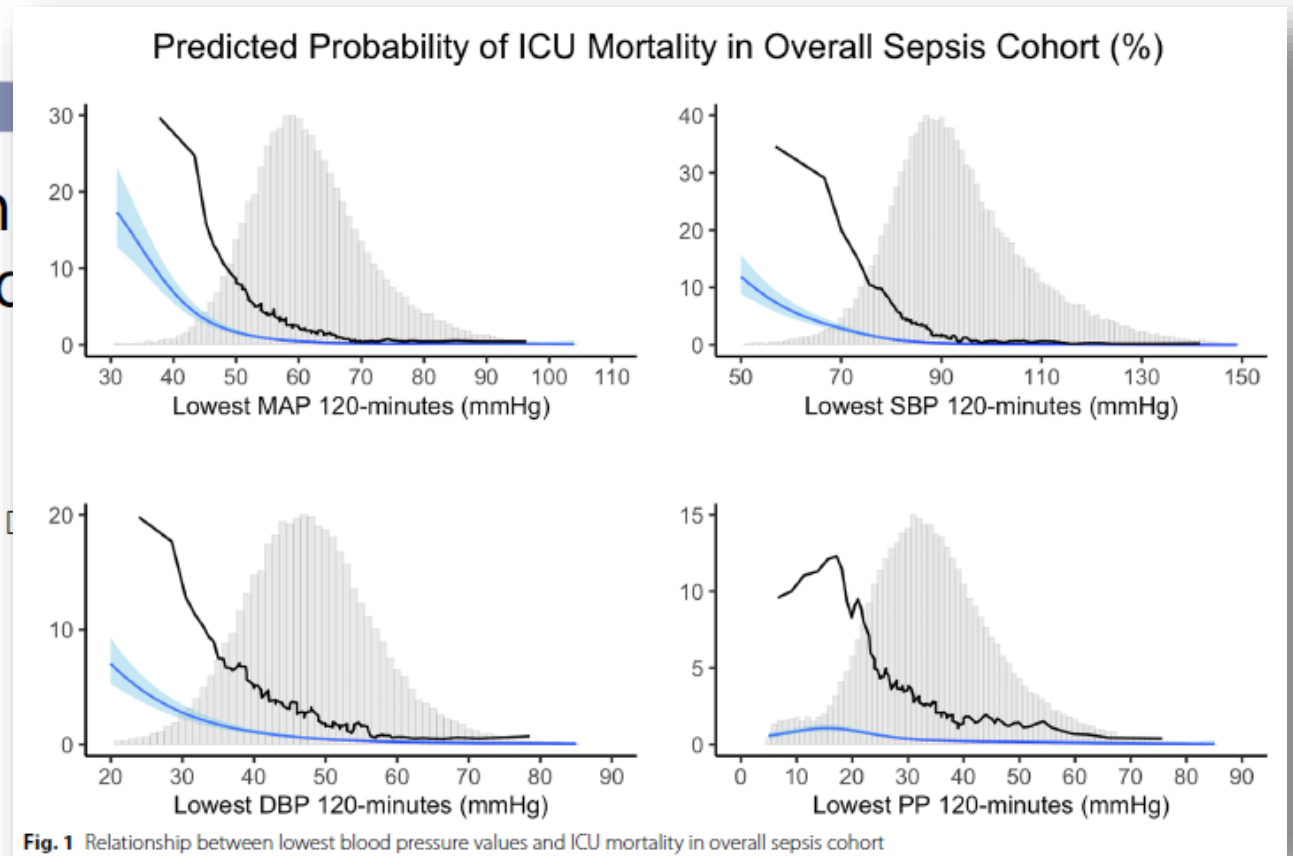 Predicted Probability of ICU Mortality in Overall Sepsis Cohort (%)
30
20
10
0
30 40 50 60 70 80 90 100 110
Lowest MAP 120-minutes (mmHg)
40
30
20
10
0
50 70 90 110 130 150
Lowest SBP 120-minutes (mmHg)
20
10
0
20 30 40 50 60 70 80 90
Lowest DBP 120-minutes (mmHg)
15
10
5
0
0 10 20 30 40 50 60 70 80 90
Lowest PP 120-minutes (mmHg)
Fig. 1 Relationship between lowest blood pressure values and ICU mortality in overall sepsis cohort